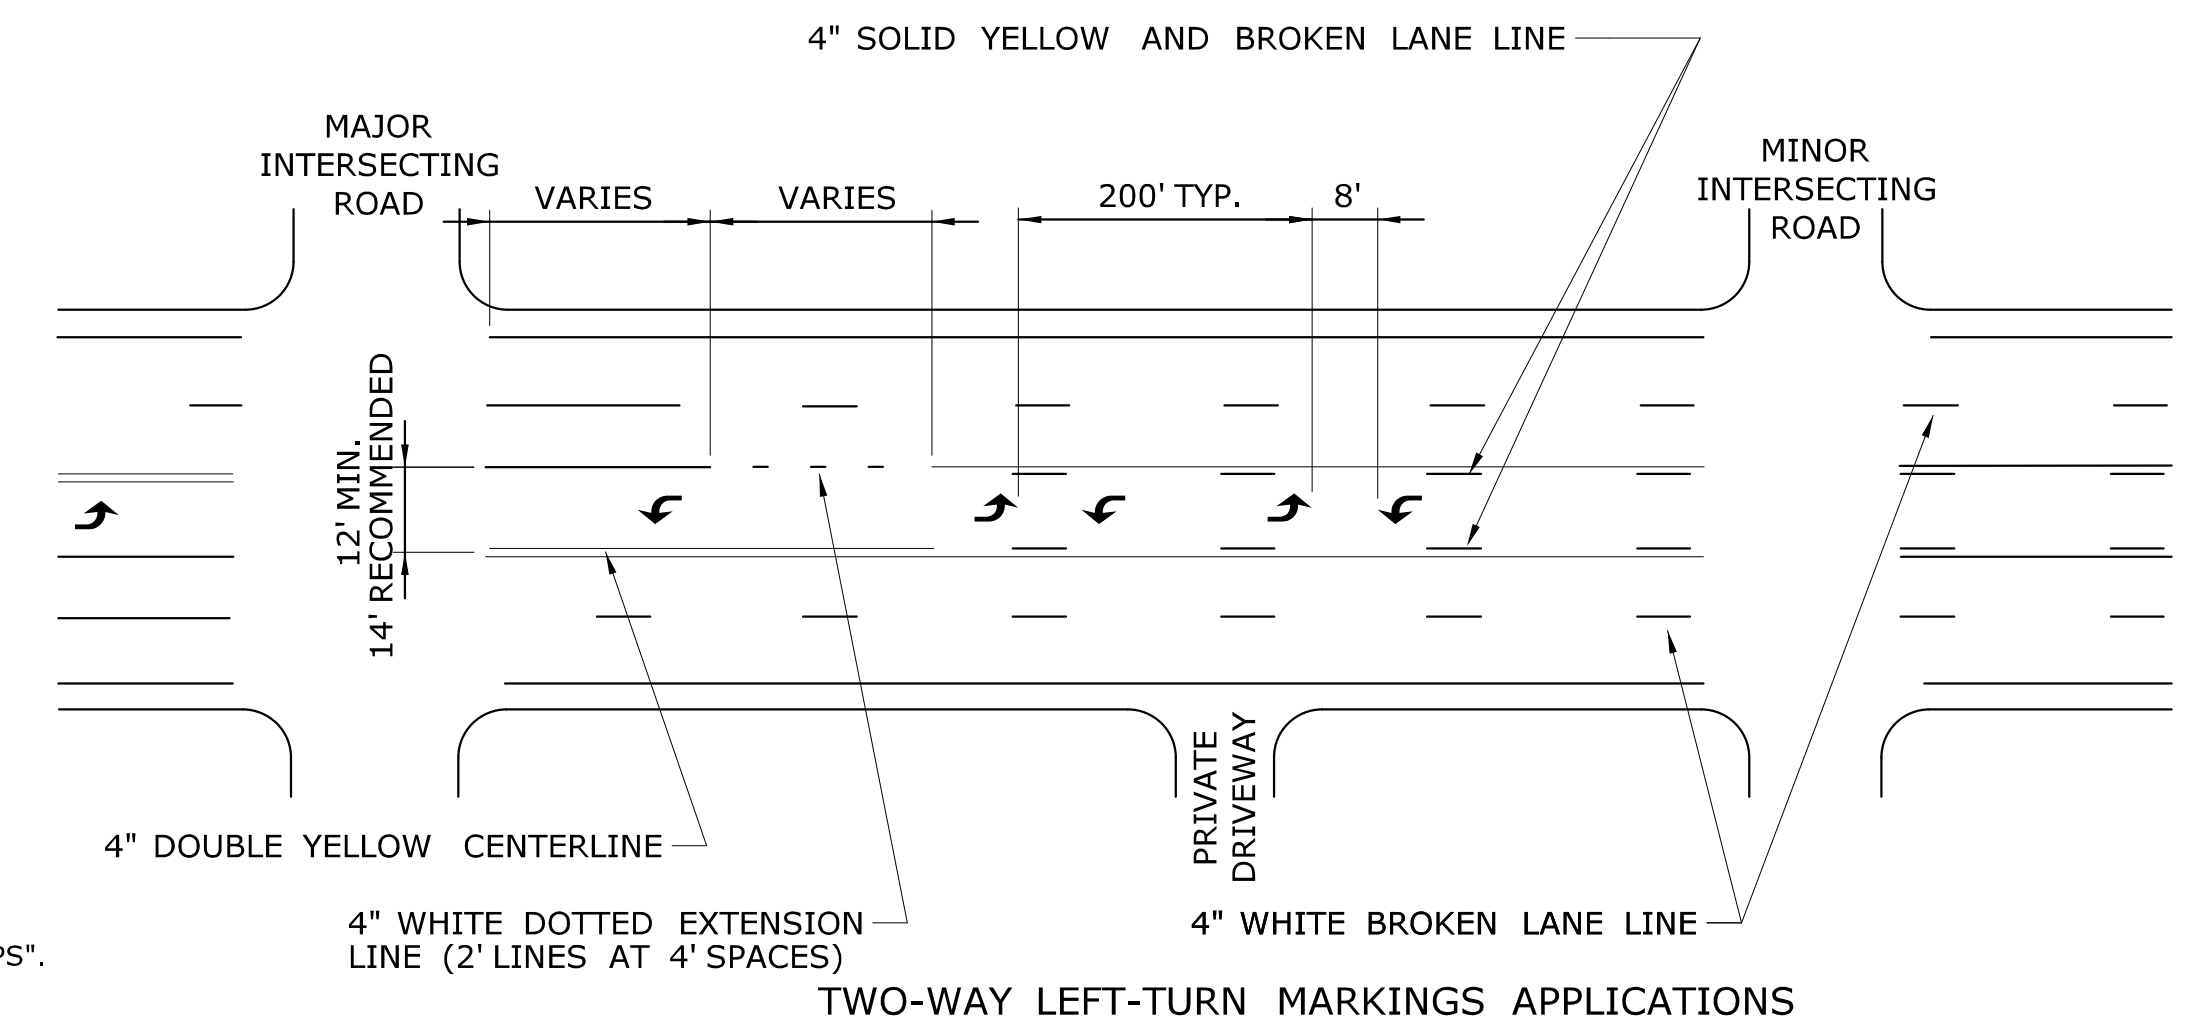 4" SOLID YELLOW AND BROKEN LANE LINE
MAJOR
INTERSECTING
ROAD
VARIES
VARIES
200' TYP.
8'
MINOR
INTERSECTING
ROAD
12' MIN.
14' RECOMMENDED
PRIVATE
DRIVEWAY
4" DOUBLE YELLOW CENTERLINE
4" WHITE DOTTED EXTENSION
LINE (2' LINES AT 4' SPACES)
4" WHITE BROKEN LANE LINE
PS".
TWO-WAY LEFT-TURN MARKINGS APPLICATIONS